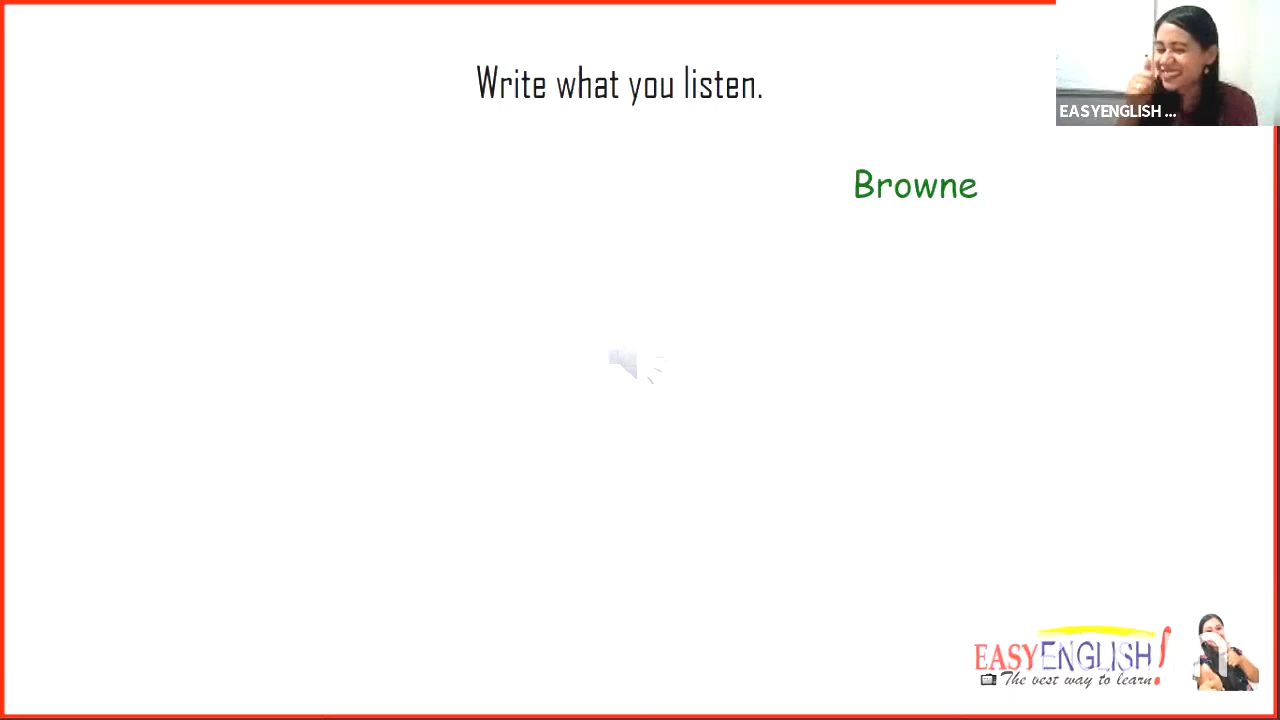 Write what you listen.
EASYENGLISH ...
Browne
EASYENGLISH!
The best way to learn!